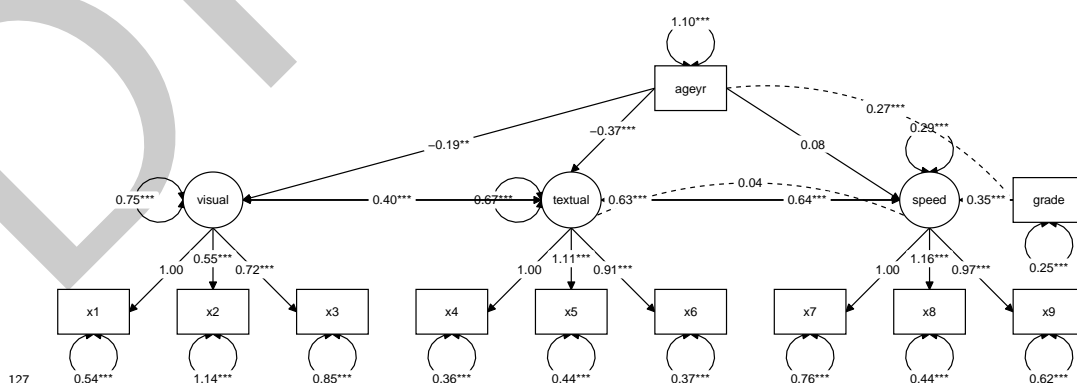 1.10***
ageyr
0.27***
0.29***
−0.37***
−0.19**
0.08
0.04
0.75*** visual 0.40*** 0.67*** textual 0.63*** 0.64*** speed 0.35*** grade
0.55*** 1.11*** 1.16***
1.00 0.72*** 1.00 0.91*** 1.00 0.97*** 0.25***
x1 x2 x3 x4 x5 x6 x7 x8 x9
127 0.54*** 1.14*** 0.85*** 0.36*** 0.44*** 0.37*** 0.76*** 0.44*** 0.62***